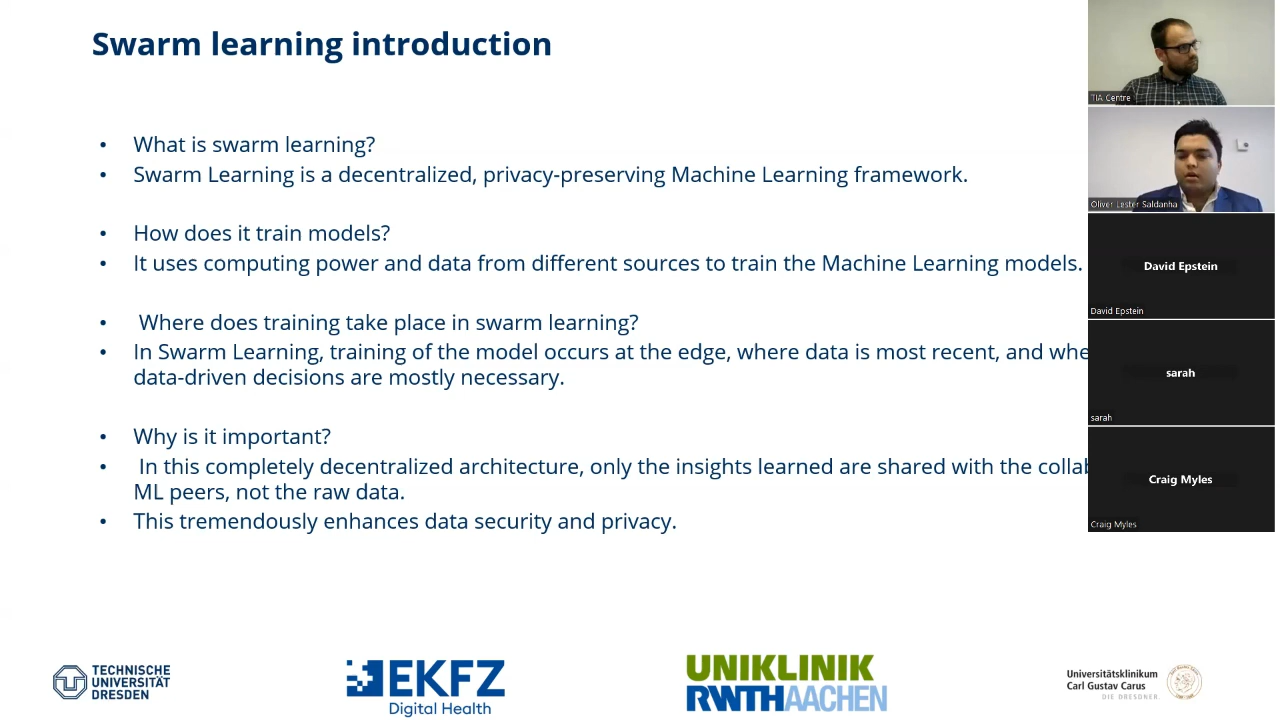 Swarm learning introduction
• What is swarm learning?
• Swarm Learning is a decentralized, privacy-preserving Machine Learning framework.
• How does it train models?
• It uses computing power and data from different sources to train the Machine Learning models.
• Where does training take place in swarm learning?
• In Swarm Learning, training of the model occurs at the edge, where data is most recent, and whe
data-driven decisions are mostly necessary.
• Why is it important?
• In this completely decentralized architecture, only the insights learned are shared with the collab
ML peers, not the raw data.
• This tremendously enhances data security and privacy.
TIA Centre
Oliver Lester Saldanha
David Epstein
David Epstein
sarah
sarah
Craig Myles
Craig Myles
TECHNISCHE
UNIVERSITÄT
DRESDEN
EKFZ
Digital Health
UNIKLINIK
RWTHAACHEN
Universitätsklinikum
Carl Gustav Carus
DIE DRESDNER.